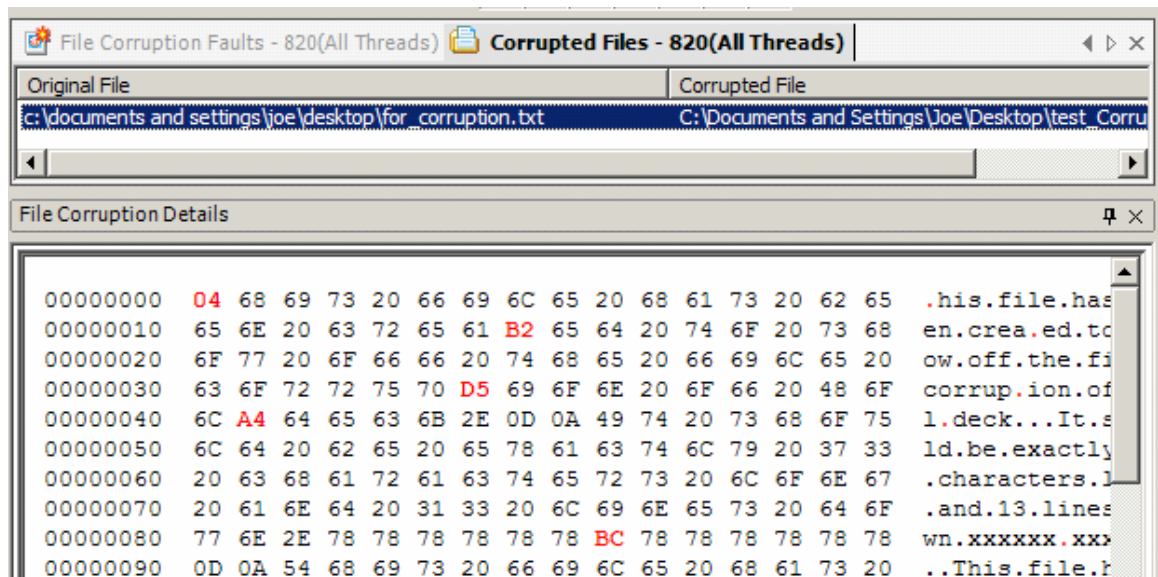 File Corruption Faults - 820(All Threads) Corrupted Files - 820(All Threads)
Original File Corrupted File
c:\documents and settings\joe\desktop\for_corruption.txt C:\Documents and Settings\Joe\Desktop\test_Corru
File Corruption Details
00000000 04 68 69 73 20 66 69 6C 65 20 68 61 73 20 62 65 .his.file.has
00000010 65 6E 20 63 72 65 61 B2 65 64 20 74 6F 20 73 68 en.crea.ed.to
00000020 6F 77 20 6F 66 66 20 74 68 65 20 66 69 6C 65 20 ow.off.the.fi
00000030 63 6F 72 72 75 70 D5 69 6F 6E 20 6F 66 20 48 6F corrup.ion.of
00000040 6C A4 64 65 63 6B 2E 0D 0A 49 74 20 73 68 6F 75 l.deck...It.s
00000050 6C 64 20 62 65 20 65 78 61 63 74 6C 79 20 37 33 ld.be.exactly
00000060 20 63 68 61 72 61 63 74 65 72 73 20 6C 6F 6E 67 .characters.l
00000070 20 61 6E 64 20 31 33 20 6C 69 6E 65 73 20 64 6F .and.13.lines
00000080 77 6E 2E 78 78 78 78 78 78 BC 78 78 78 78 78 78 wn.xxxxxx.xxx
00000090 0D 0A 54 68 69 73 20 66 69 6C 65 20 68 61 73 20 ..This.file.h